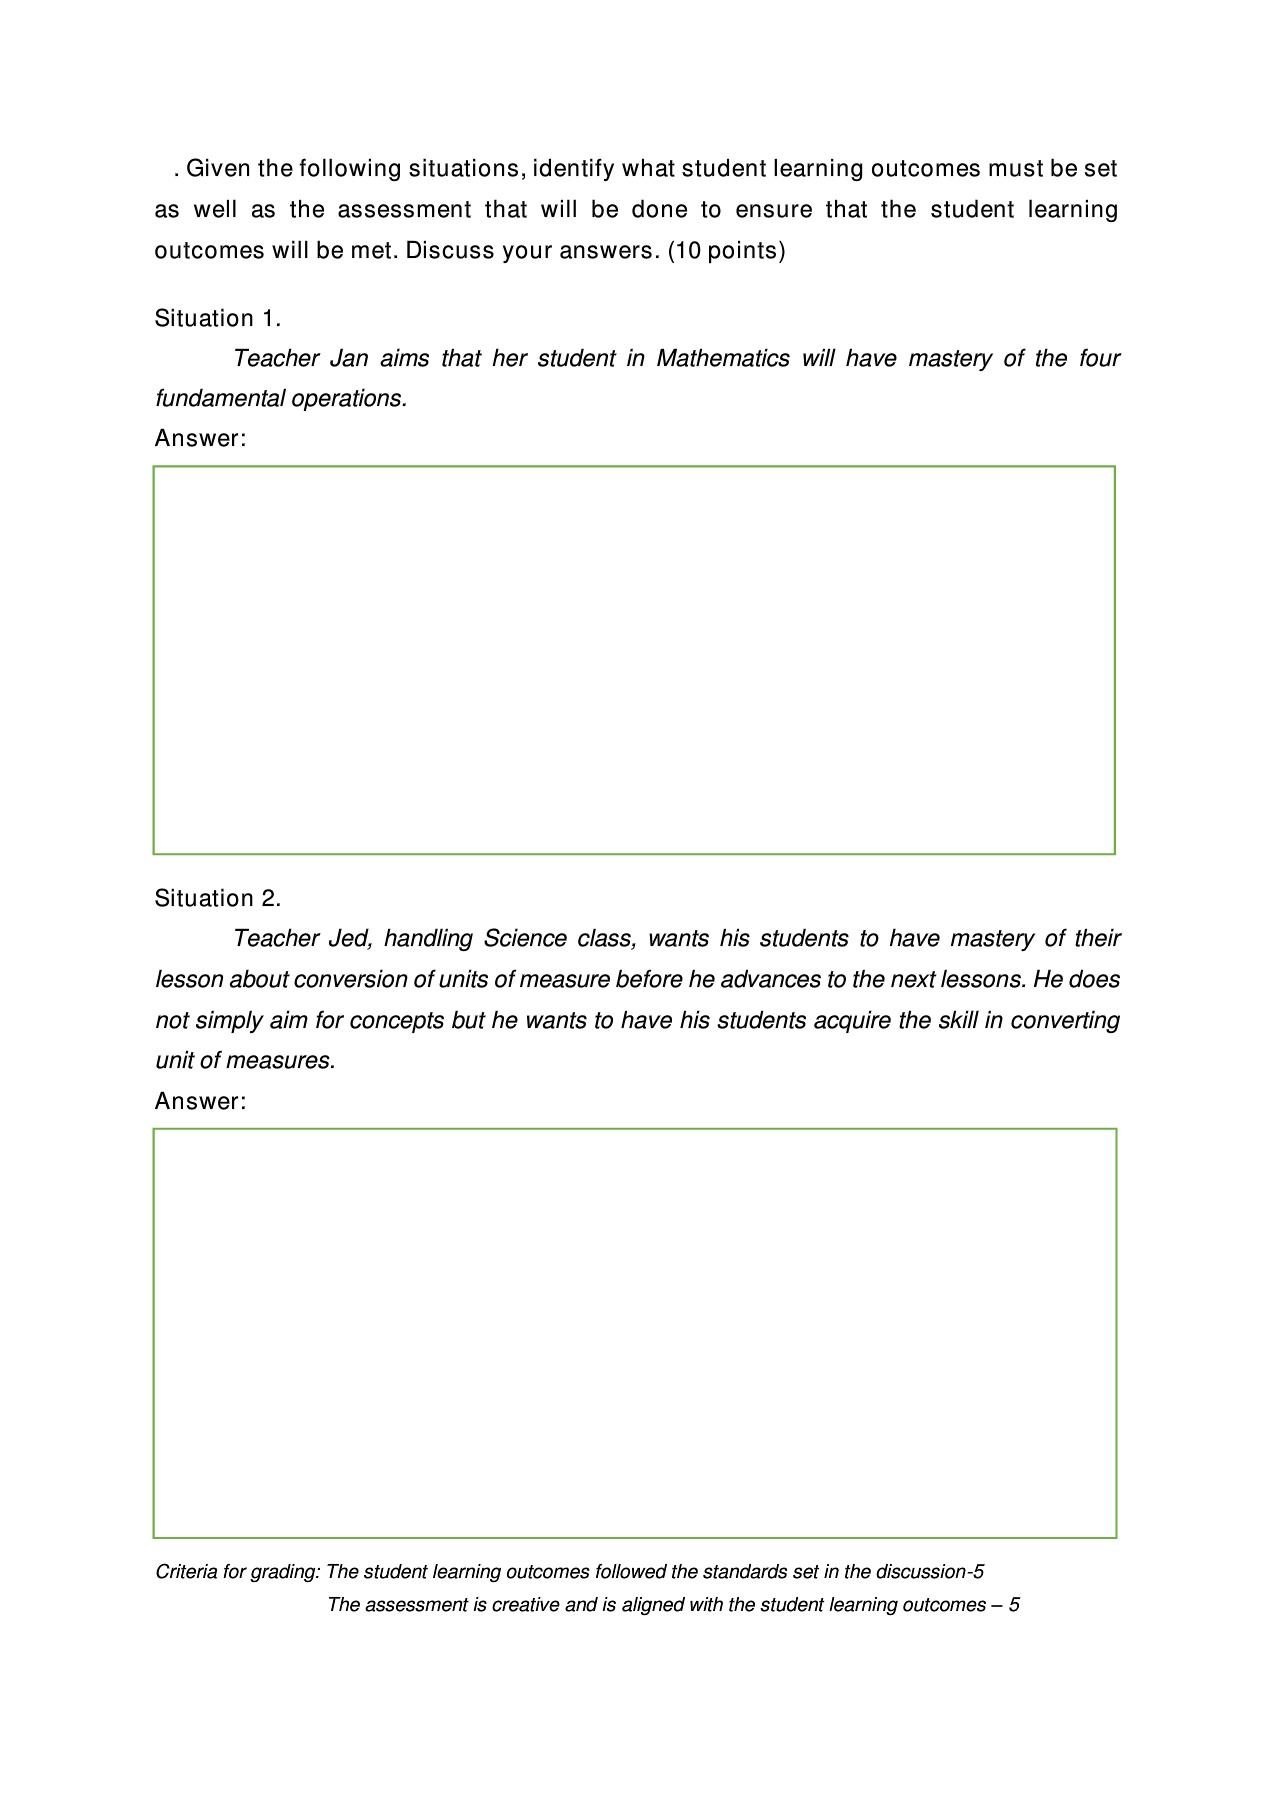 . Given the following situations, identify what student learning outcomes must be set
as well as the assessment that will be done to ensure that the student learning
outcomes will be met. Discuss your answers. (10 points)
Situation 1.
Teacher Jan aims that her student in Mathematics will have mastery of the four
fundamental operations.
Answer:
Situation 2.
Teacher Jed, handling Science class, wants his students to have mastery of their
lesson about conversion of units of measure before he advances to the next lessons. He does
not simply aim for concepts but he wants to have his students acquire the skill in converting
unit of measures.
Answer:
Criteria for grading: The student learning outcomes followed the standards set in the discussion-5
The assessment is creative and is aligned with the student learning outcomes – 5